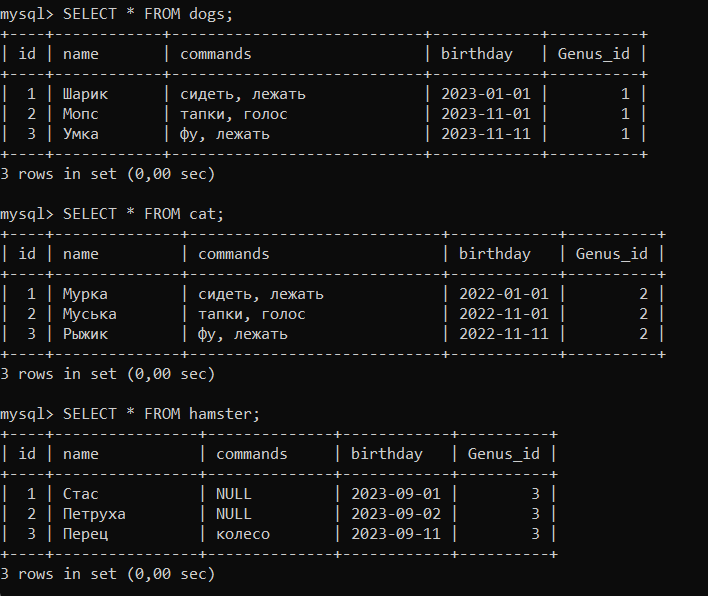 mysql> SELECT * FROM dogs;
+----+------------+----------------------------+------------+----------+
| id | name       | commands                   | birthday   | Genus_id |
+----+------------+----------------------------+------------+----------+
|  1 | Шарик      | сидеть, лежать             | 2023-01-01 |        1 |
|  2 | Мопс       | тапки, голос               | 2023-11-01 |        1 |
|  3 | Умка       | фу, лежать                 | 2023-11-11 |        1 |
+----+------------+----------------------------+------------+----------+
3 rows in set (0,00 sec)
mysql> SELECT * FROM cat;
+----+--------------+----------------------------+------------+----------+
| id | name         | commands                   | birthday   | Genus_id |
+----+--------------+----------------------------+------------+----------+
|  1 | Мурка        | сидеть, лежать             | 2022-01-01 |        2 |
|  2 | Муська       | тапки, голос               | 2022-11-01 |        2 |
|  3 | Рыжик        | фу, лежать                 | 2022-11-11 |        2 |
+----+--------------+----------------------------+------------+----------+
3 rows in set (0,00 sec)
mysql> SELECT * FROM hamster;
+----+----------------+--------------+------------+----------+
| id | name           | commands     | birthday   | Genus_id |
+----+----------------+--------------+------------+----------+
|  1 | Стас           | NULL         | 2023-09-01 |        3 |
|  2 | Петруха        | NULL         | 2023-09-02 |        3 |
|  3 | Перец          | колесо       | 2023-09-11 |        3 |
+----+----------------+--------------+------------+----------+
3 rows in set (0,00 sec)